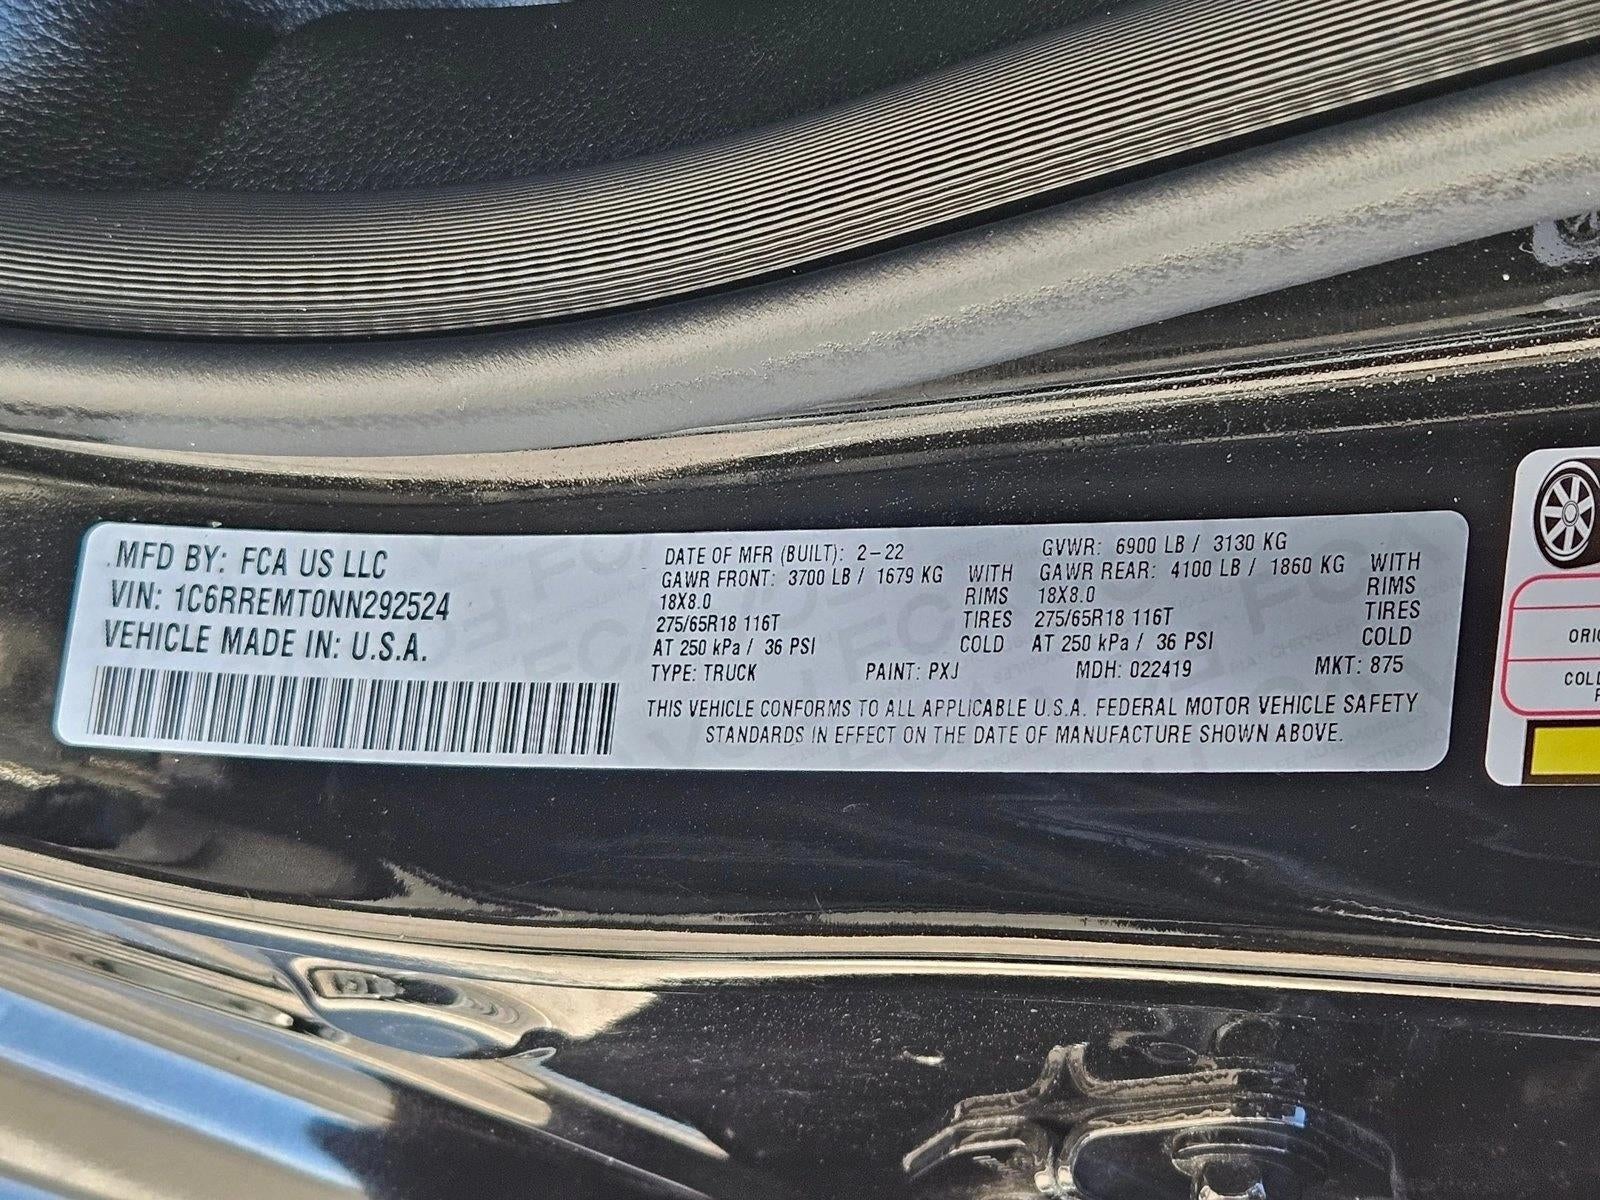 MFD BY: FCA US LLC
VIN: 1C6RREMT0NN292524
VEHICLE MADE IN: U.S.A.
DATE OF MFR (BUILT): 2-22 GVWR: 6900 LB / 3130 KG
GAWR FRONT: 3700 LB / 1679 KG WITH GAWR REAR: 4100 LB / 1860 KG WITH
18X8.0 RIMS 18X8.0 RIMS
275/65R18 116T TIRES 275/65R18 116T TIRES
AT 250 kPa / 36 PSI COLD AT 250 kPa / 36 PSI COLD
TYPE: TRUCK PAINT: PXJ MDH: 022419 MKT: 875
THIS VEHICLE CONFORMS TO ALL APPLICABLE U.S.A. FEDERAL MOTOR VEHICLE SAFETY
STANDARDS IN EFFECT ON THE DATE OF MANUFACTURE SHOWN ABOVE.
ORI
COL